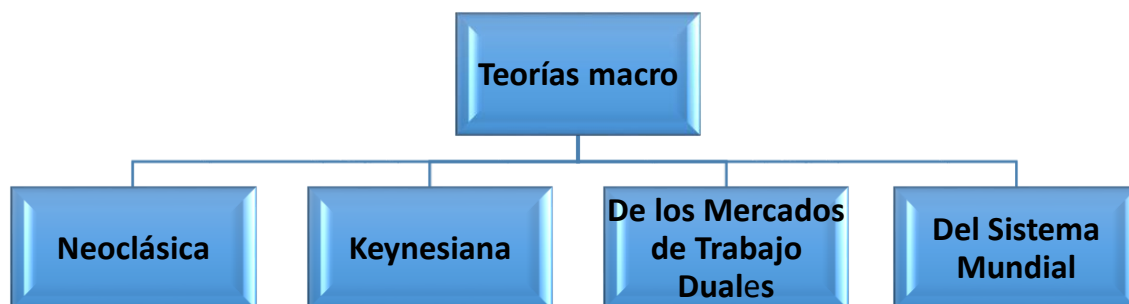 Teorías macro
Neoclásica
Keynesiana
De los Mercados
de Trabajo
Duales
Del Sistema
Mundial